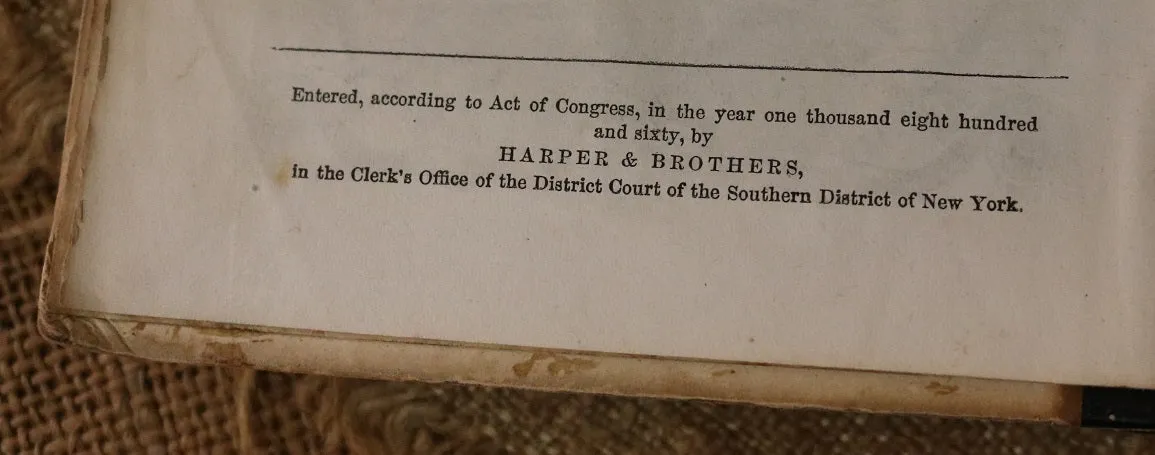 Entered, according to Act of Congress, in the year one thousand eight hundred
and sixty, by
HARPER & BROTHERS,
in the Clerk's Office of the District Court of the Southern District of New York.